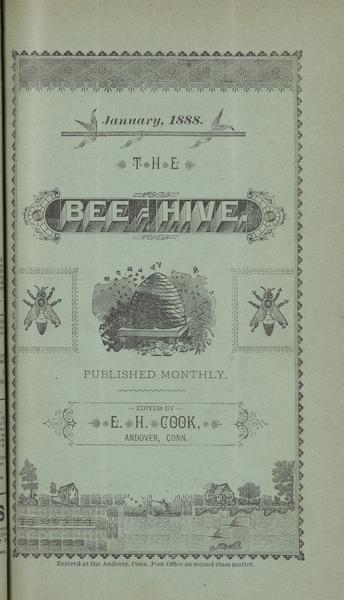 January, 1888.
THE
BEE-HIVE.
PUBLISHED MONTHLY.
EDITED BY
E. H. COOK,
ANDOVER, CONN.
Entered at the Andover, Conn. Post Office as second class matter.